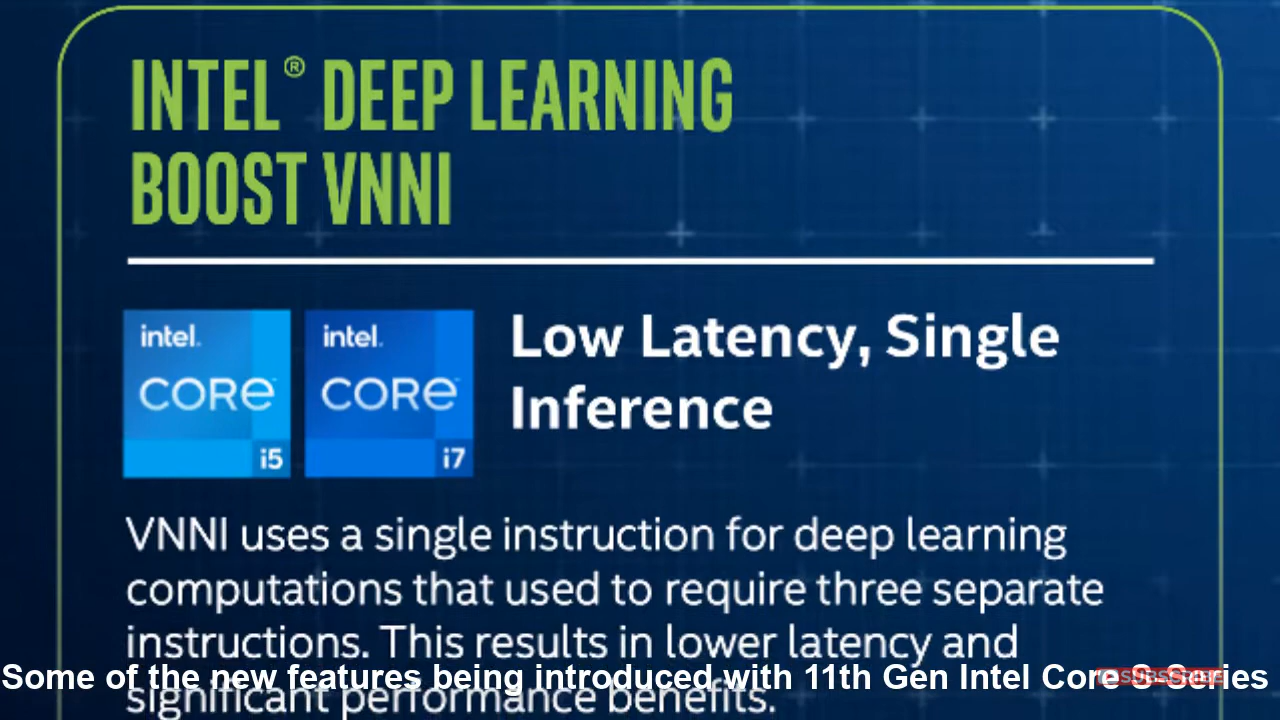 INTEL® DEEP LEARNING
BOOST VNNI
intel.
CORE
i5
intel.
CORE
i7
Low Latency, Single
Inference
VNNI uses a single instruction for deep learning
computations that used to require three separate
instructions. This results in lower latency and
significant performance benefits.
Some of the new features being introduced with 11th Gen Intel Core S-Series
SUBSCRIBE